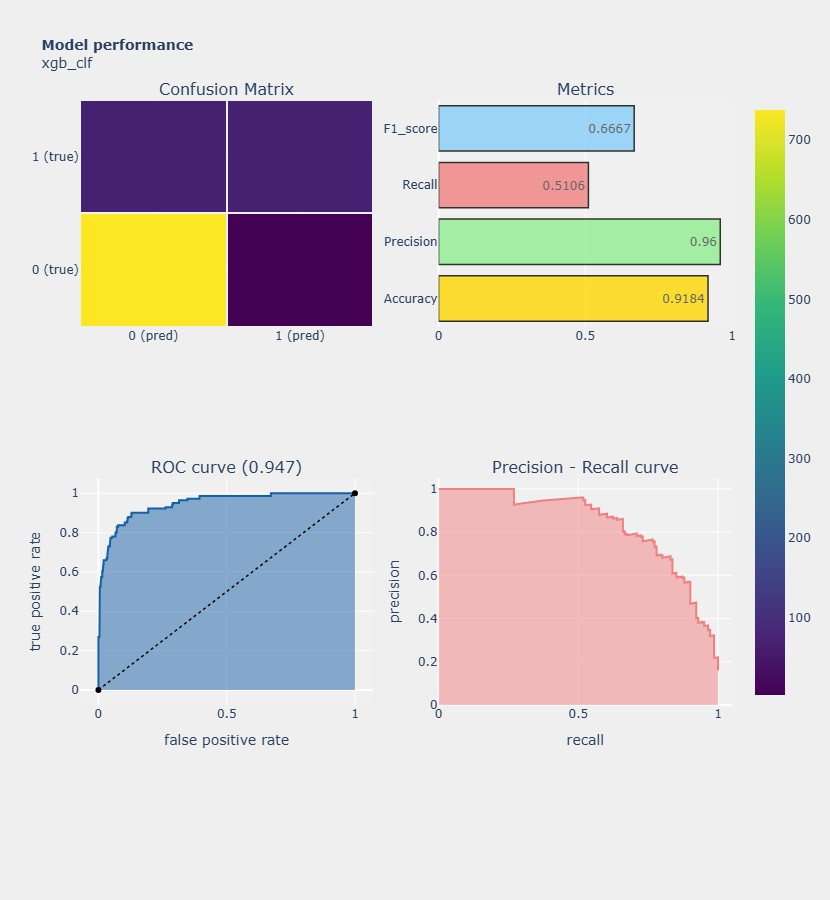 Model performance
xgb_clf
Confusion Matrix
1 (true)
0 (true)
0 (pred) 1 (pred)
Metrics
F1_score 0.6667
Recall 0.5106
Precision 0.96
Accuracy 0.9184
0 0.5 1
700
600
500
400
300
200
100
ROC curve (0.947)
true positive rate
1
0.8
0.6
0.4
0.2
0
0 0.5 1
false positive rate
Precision - Recall curve
precision
1
0.8
0.6
0.4
0.2
0
0 0.5 1
recall